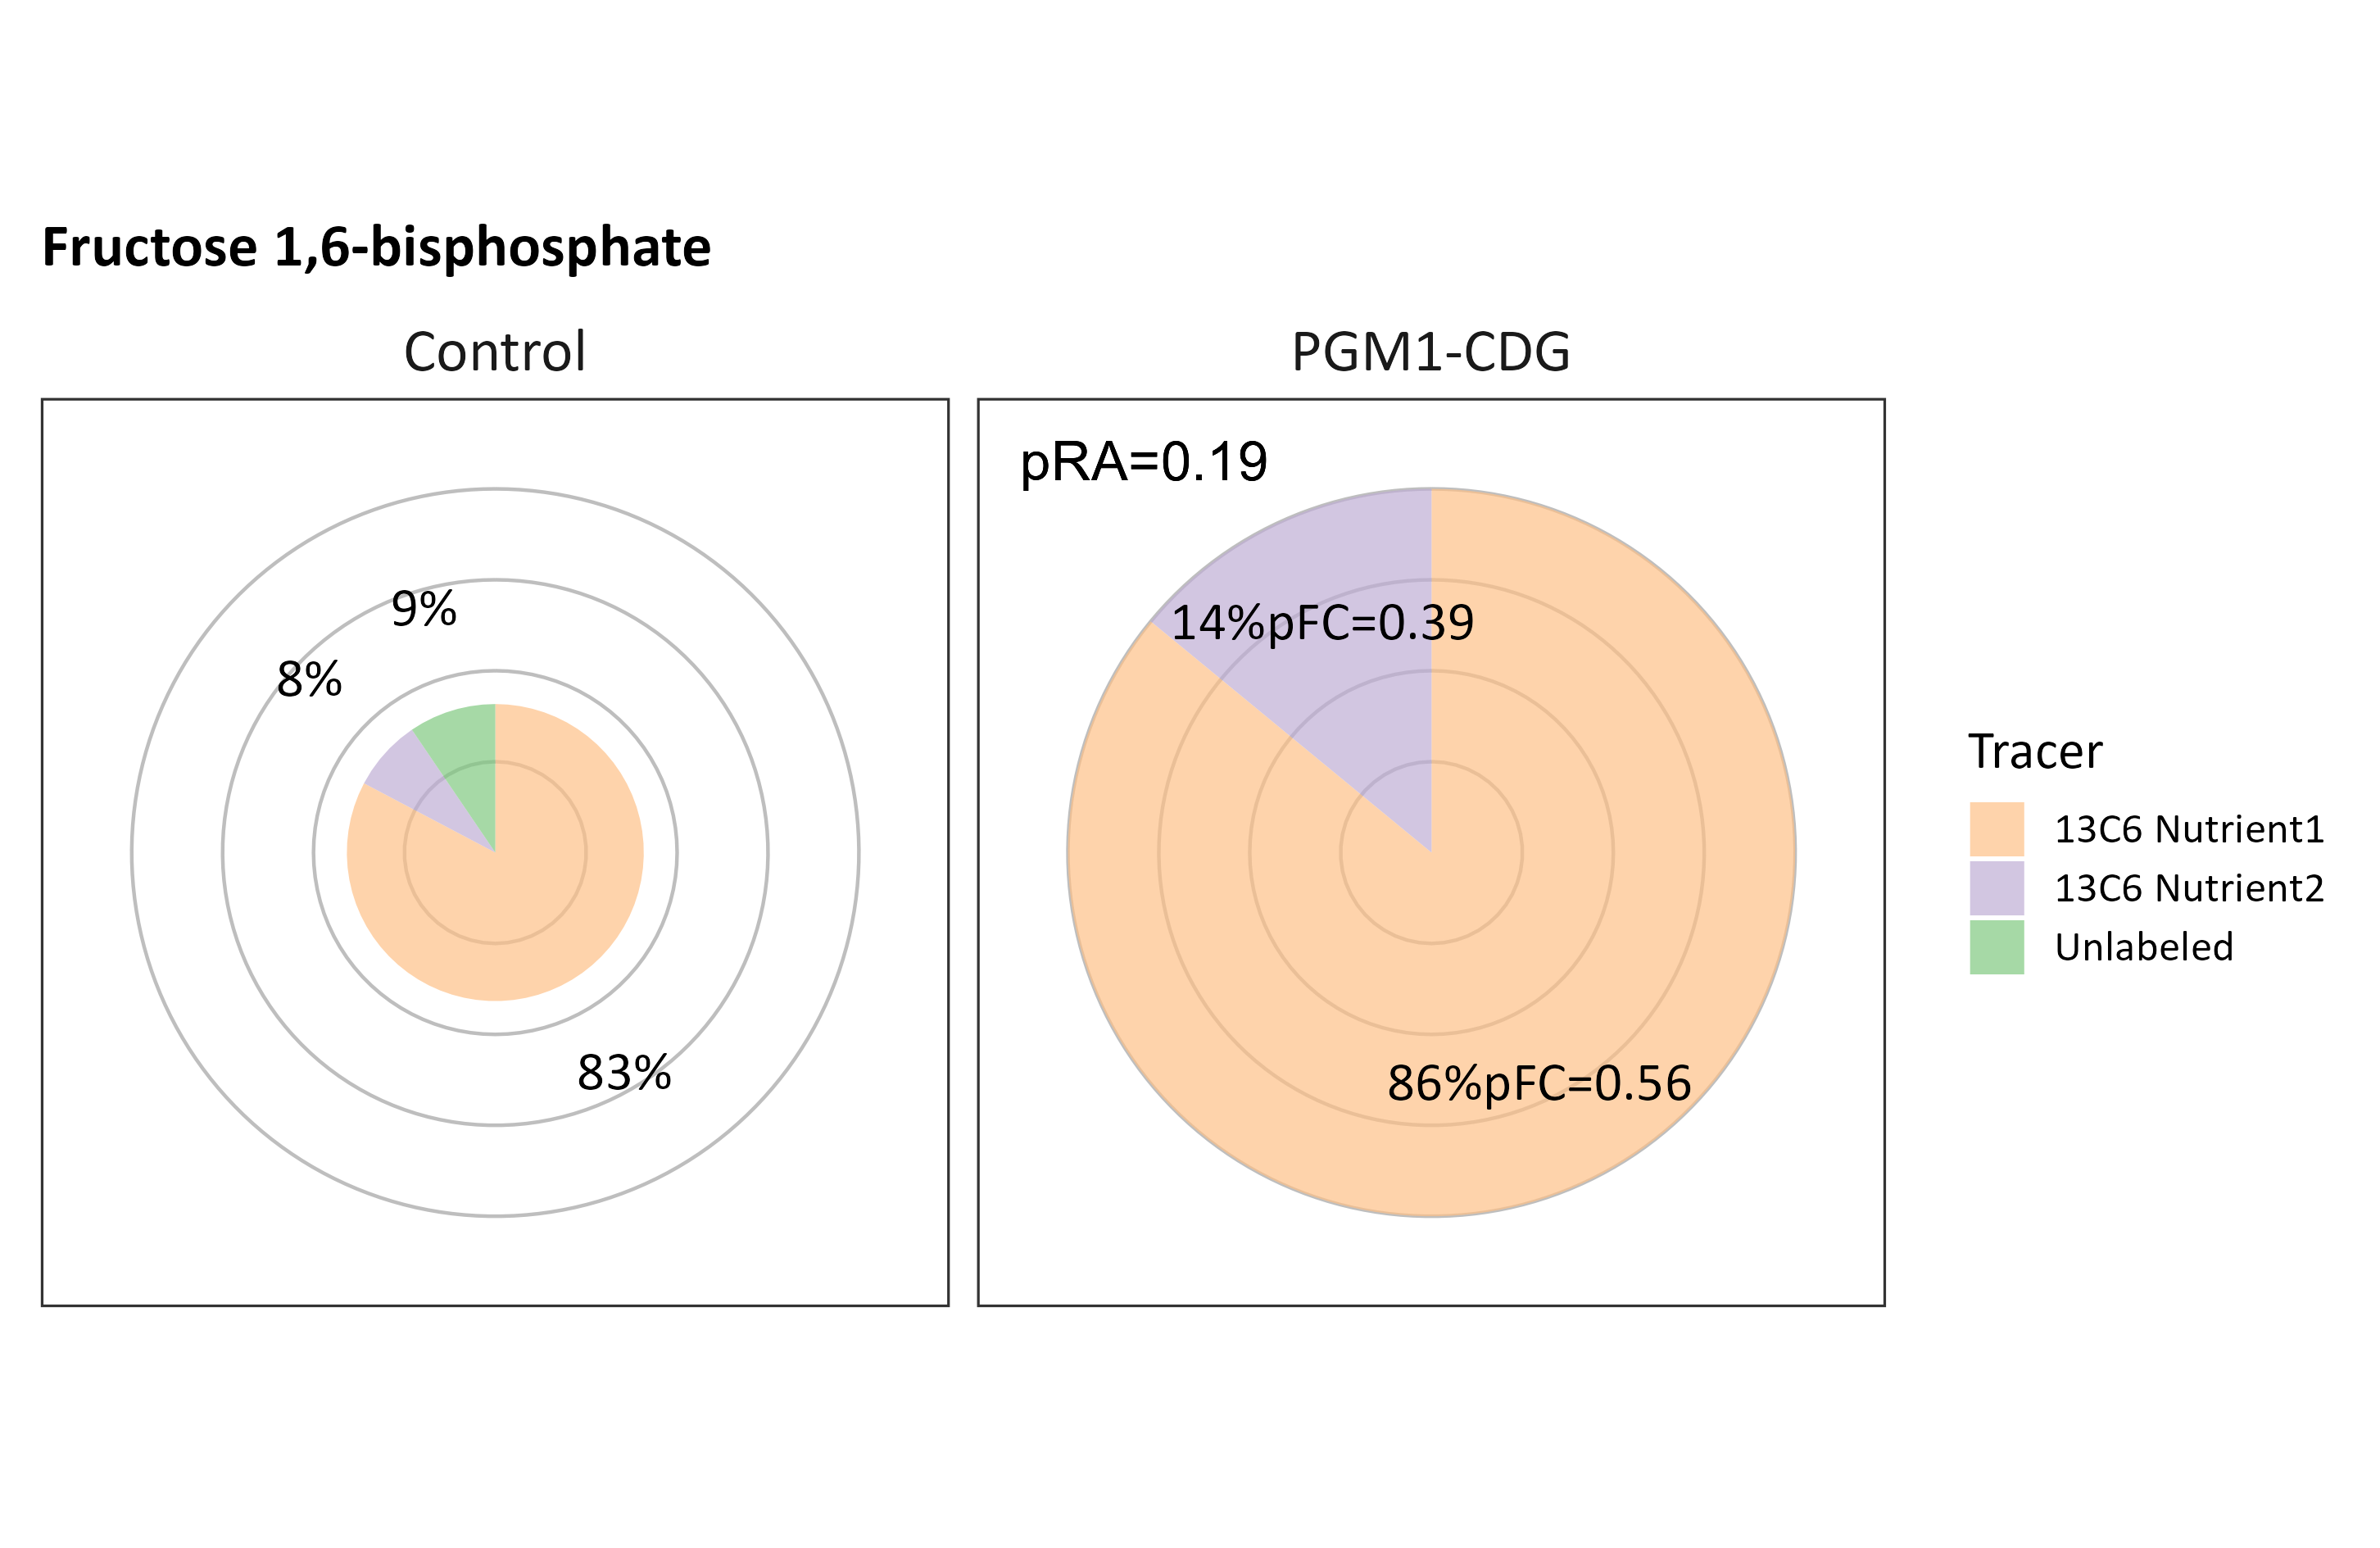 Fructose 1,6-bisphosphate
Control
PGM1-CDG
pRA=0.19
9%
8%
83%
14%pFC=0.39
86%pFC=0.56
Tracer
13C6 Nutrient1
13C6 Nutrient2
Unlabeled